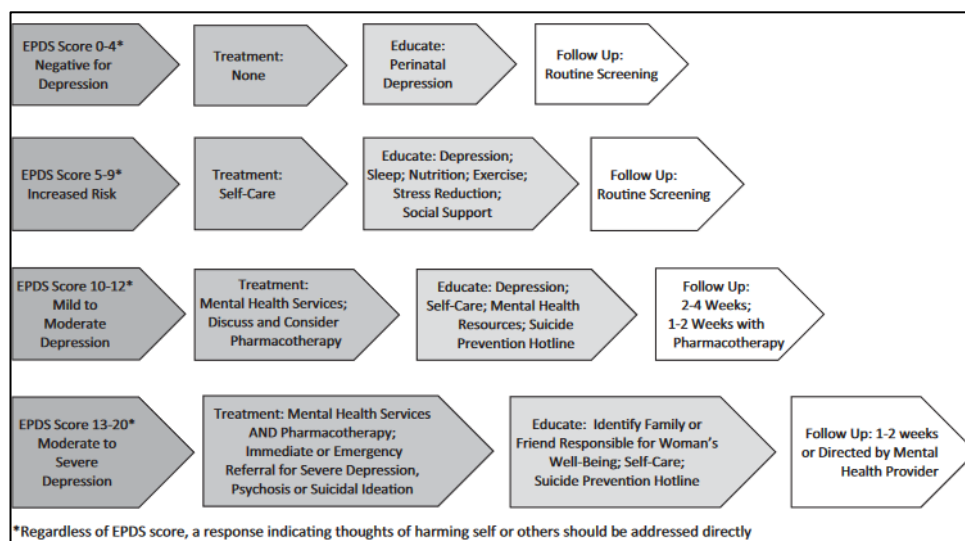 EPDS Score 0-4*
Negative for
Depression
Treatment:
None
Educate:
Perinatal
Depression
Follow Up:
Routine Screening
EPDS Score 5-9*
Increased Risk
Treatment:
Self-Care
Educate: Depression;
Sleep; Nutrition; Exercise;
Stress Reduction;
Social Support
Follow Up:
Routine Screening
EPDS Score 10-12*
Mild to
Moderate
Depression
Treatment:
Mental Health Services;
Discuss and Consider
Pharmacotherapy
Educate: Depression;
Self-Care; Mental Health
Resources; Suicide
Prevention Hotline
Follow Up:
2-4 Weeks;
1-2 Weeks with
Pharmacotherapy
EPDS Score 13-20*
Moderate to
Severe
Depression
Treatment: Mental Health Services
AND Pharmacotherapy;
Immediate or Emergency
Referral for Severe Depression,
Psychosis or Suicidal Ideation
Educate: Identify Family or
Friend Responsible for Woman's
Well-Being; Self-Care;
Suicide Prevention Hotline
Follow Up: 1-2 weeks
or Directed by Mental
Health Provider
*Regardless of EPDS score, a response indicating thoughts of harming self or others should be addressed directly